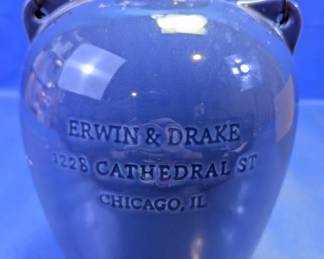 ERWIN & DRAKE
1228 CATHEDRAL ST
CHICAGO, IL